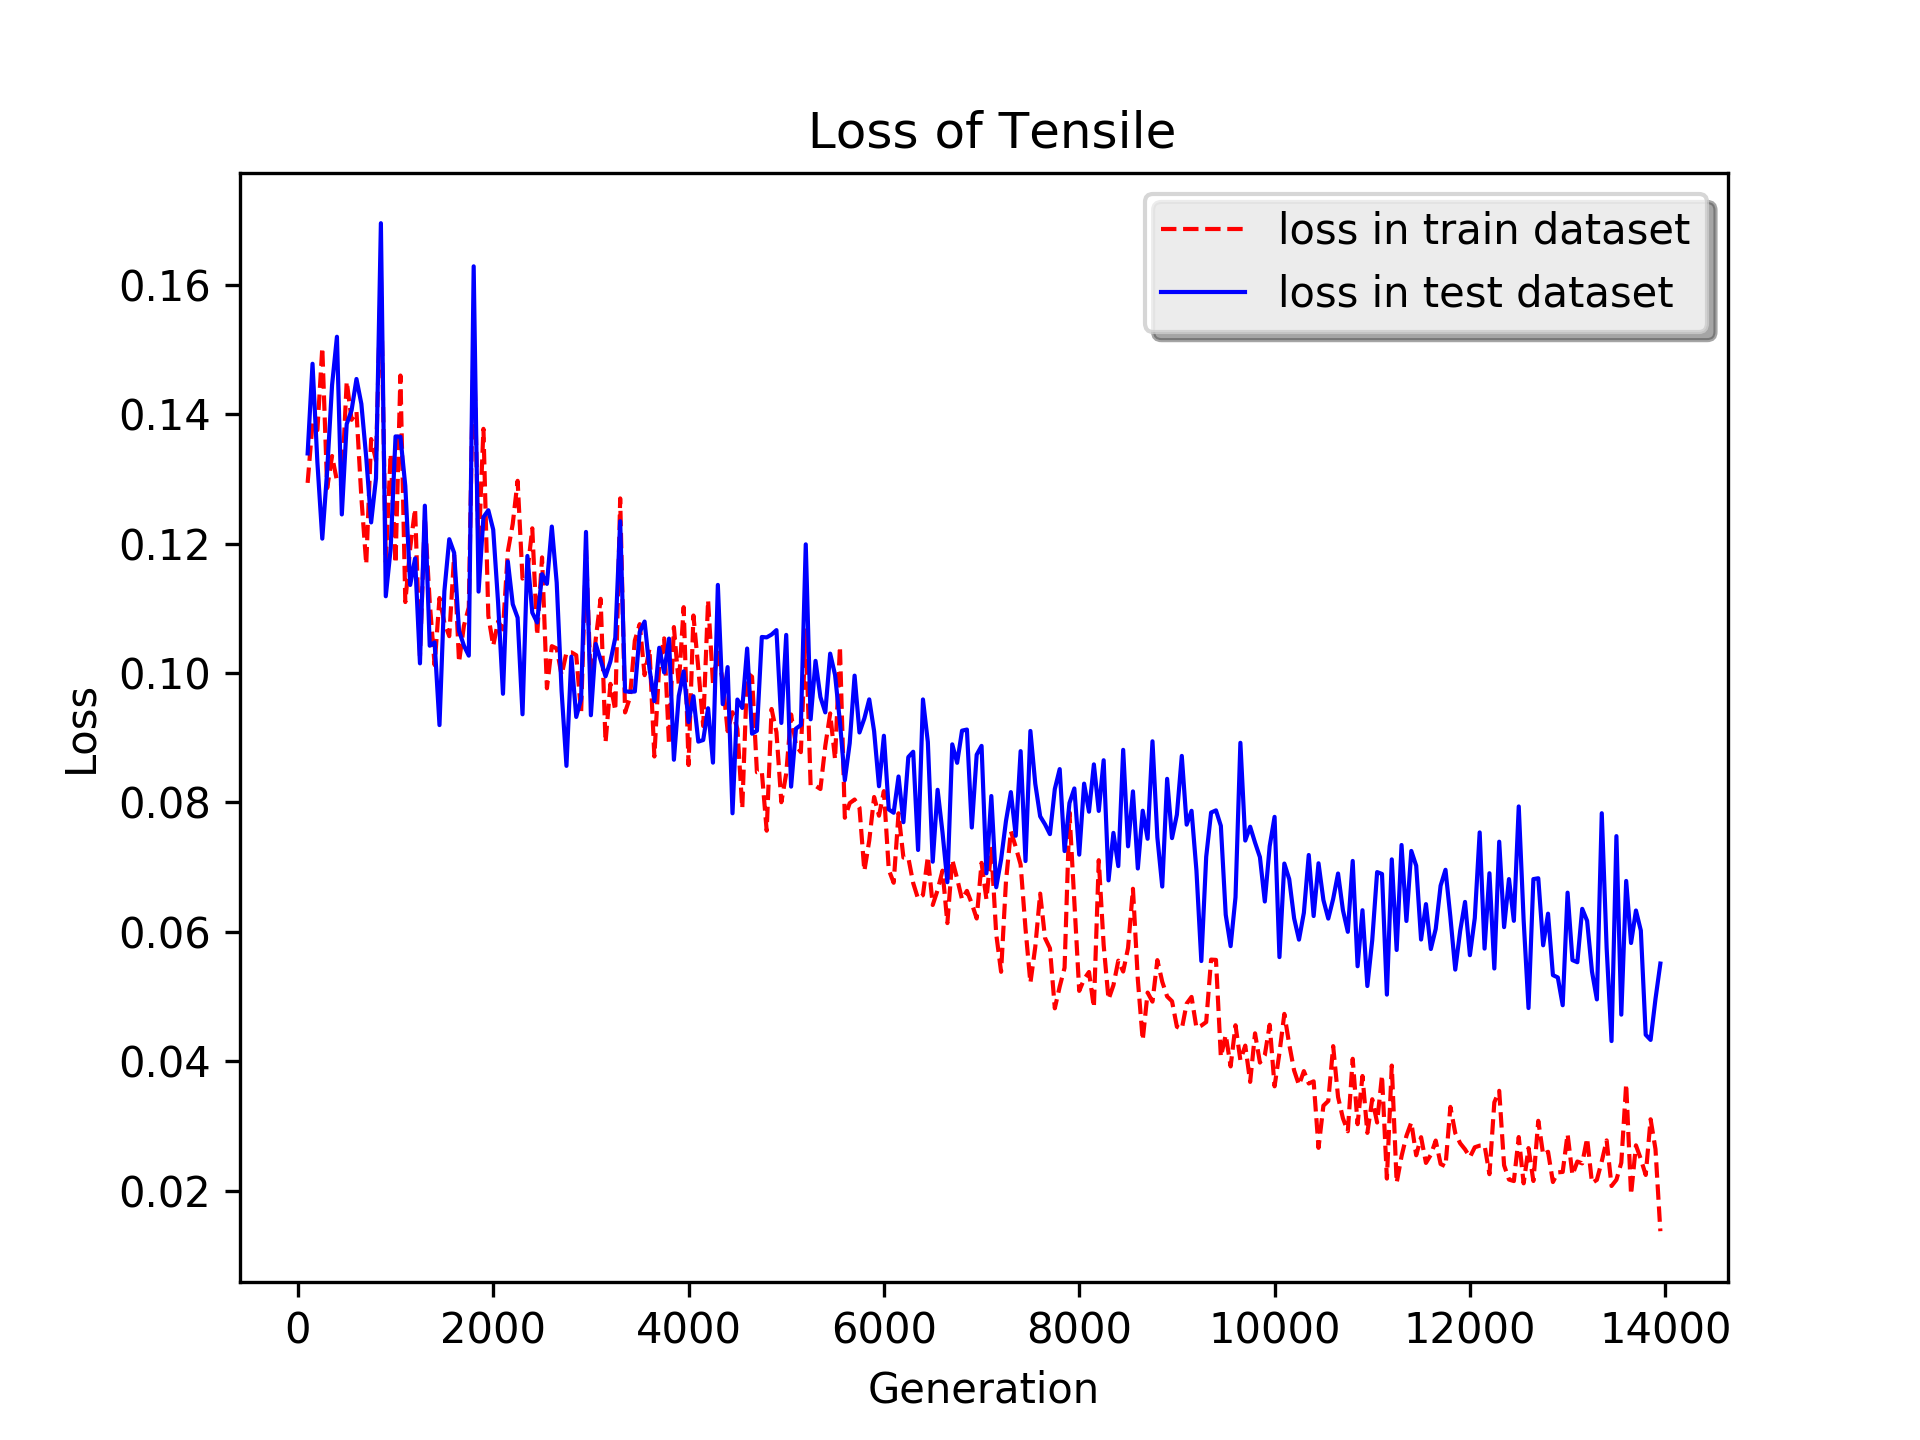 Loss of Tensile
loss in train dataset
loss in test dataset
0.16
0.14
0.12
0.10
0.08
0.06
0.04
0.02
Loss
0 2000 4000 6000 8000 10000 12000 14000
Generation